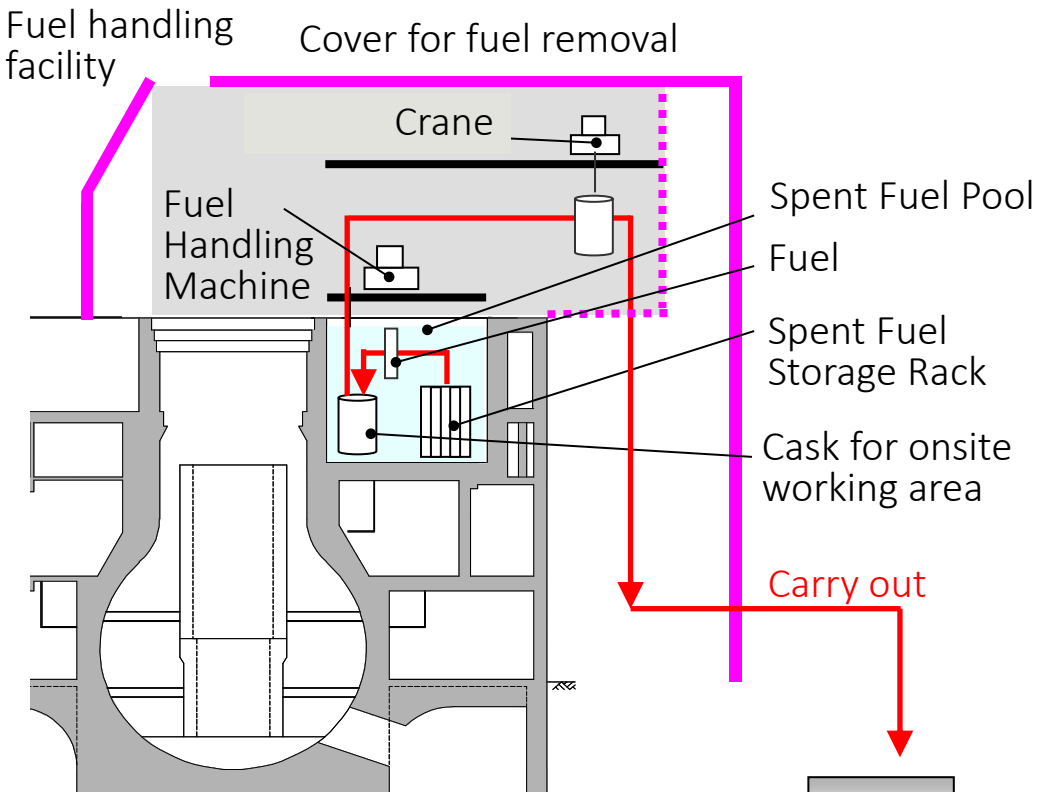 Fuel handling
facility
Cover for fuel removal
Crane
Fuel
Handling
Machine
Spent Fuel Pool
Fuel
Spent Fuel
Storage Rack
Cask for onsite
working area
Carry out